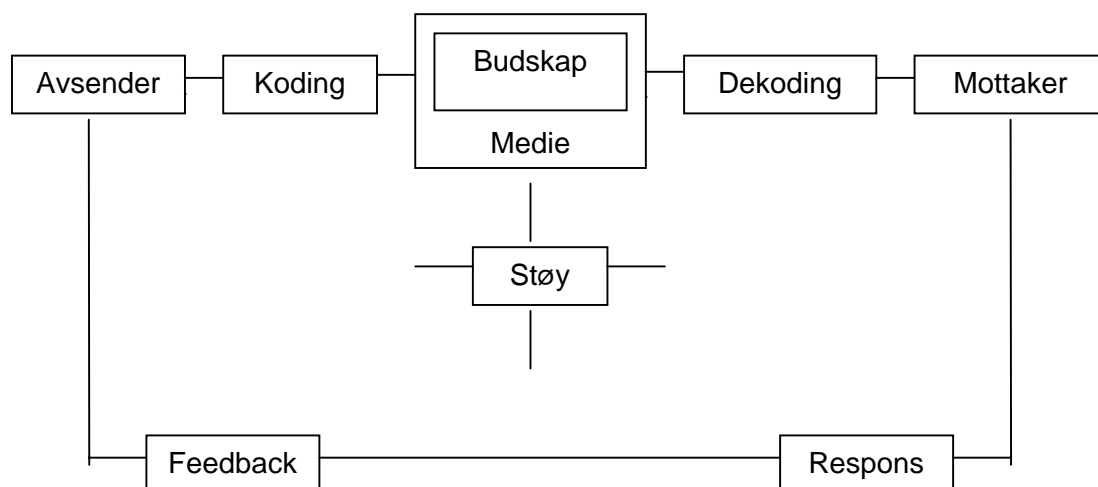 Avsender
Koding
Budskap
Medie
Dekoding
Mottaker
Støy
Feedback
Respons